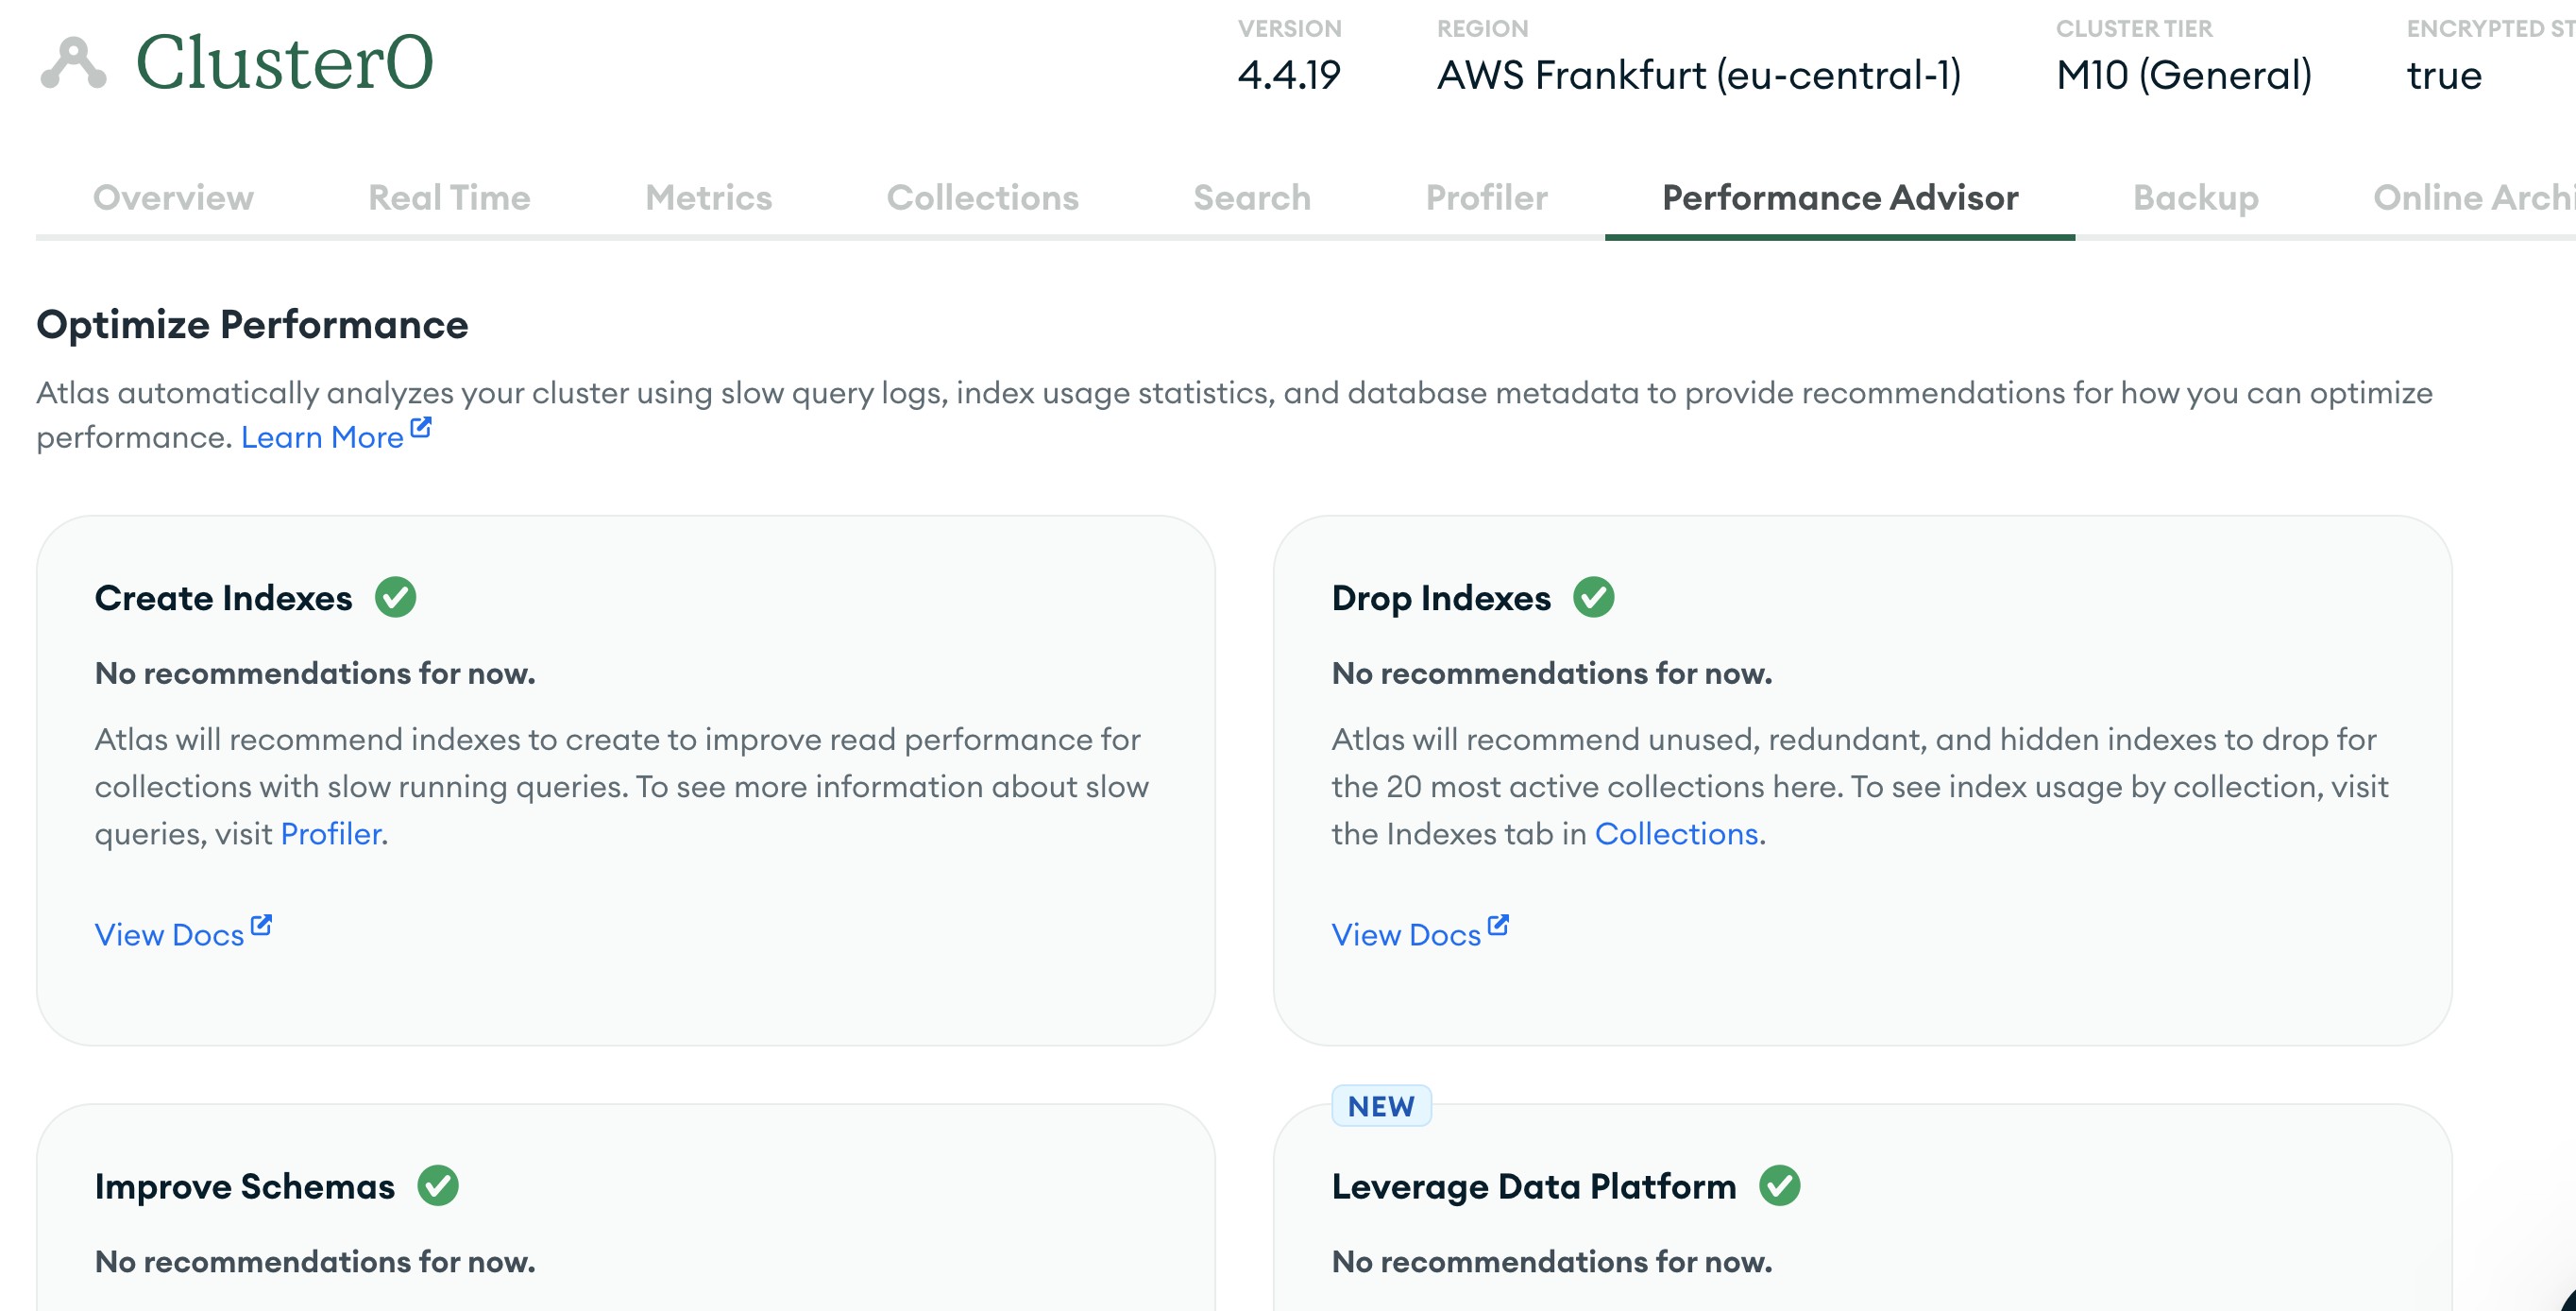 Cluster0
VERSION
4.4.19
REGION
AWS Frankfurt (eu-central-1)
CLUSTER TIER
M10 (General)
ENCRYPTED ST
true
Overview
Real Time
Metrics
Collections
Search
Profiler
Performance Advisor
Backup
Online Archi
Optimize Performance
Atlas automatically analyzes your cluster using slow query logs, index usage statistics, and database metadata to provide recommendations for how you can optimize
performance. Learn More
Create Indexes
No recommendations for now.
Atlas will recommend indexes to create to improve read performance for
collections with slow running queries. To see more information about slow
queries, visit Profiler.
View Docs
Drop Indexes
No recommendations for now.
Atlas will recommend unused, redundant, and hidden indexes to drop for
the 20 most active collections here. To see index usage by collection, visit
the Indexes tab in Collections.
View Docs
Improve Schemas
No recommendations for now.
NEW
Leverage Data Platform
No recommendations for now.